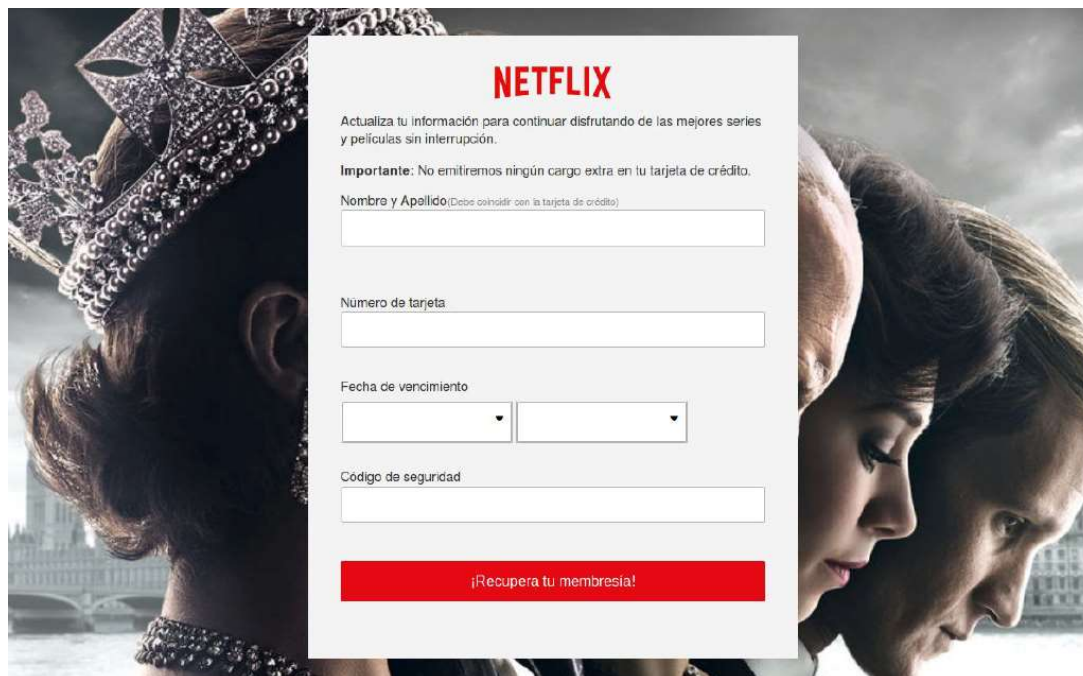 NETFLIX
Actualiza tu información para continuar disfrutando de las mejores series
y películas sin interrupción.
Importante: No emitiremos ningún cargo extra en tu tarjeta de crédito.
Nombre y Apellido(Debe coincidir con la tarjeta de crédito)
Número de tarjeta
Fecha de vencimiento
Código de seguridad
¡Recupera tu membresía!